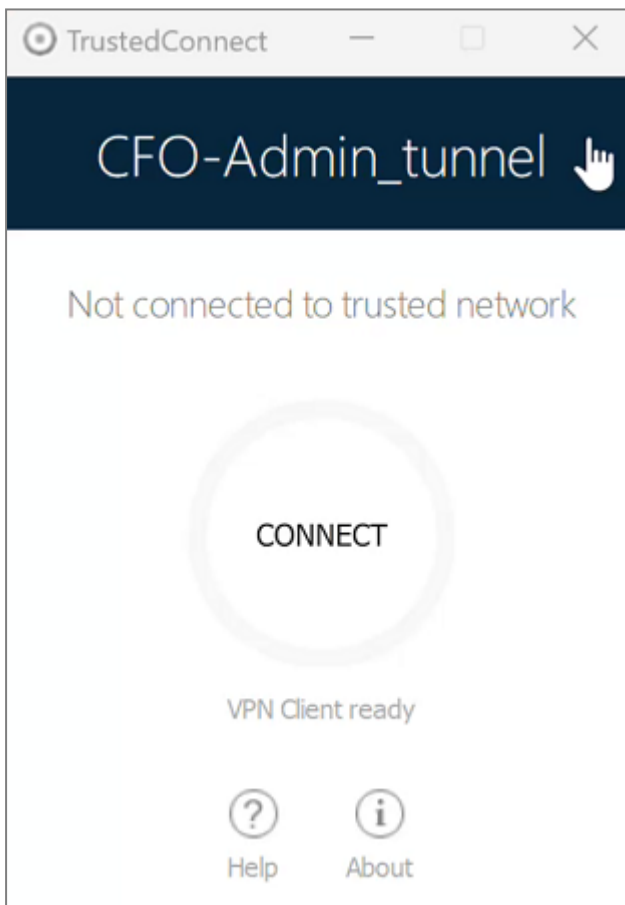 TrustedConnect
CFO-Admin_tunnel
Not connected to trusted network
CONNECT
VPN Client ready
Help
About